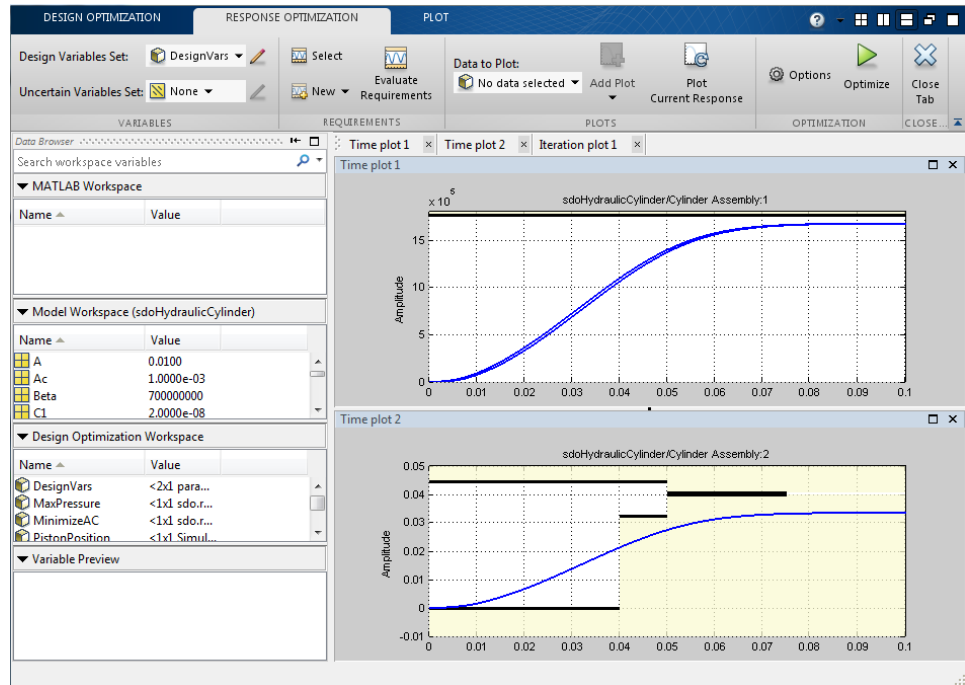 DESIGN OPTIMIZATION RESPONSE OPTIMIZATION PLOT ?
Design Variables Set: DesignVars
Uncertain Variables Set: None
VARIABLES
Select
New
Evaluate
Requirements
REQUIREMENTS
Data to Plot:
No data selected
Add Plot
Plot
Current Response
PLOTS
Options
Optimize
OPTIMIZATION
Close
Tab
CLOSE...
Data Browser
Search workspace variables
MATLAB Workspace
Name Value
Model Workspace (sdoHydraulicCylinder)
Name Value
A 0.0100
Ac 1.0000e-03
Beta 700000000
C1 2.0000e-08
Design Optimization Workspace
Name Value
DesignVars <2x1 para...
MaxPressure <1x1 sdo.r...
MinimizeAC <1x1 sdo.r...
PistonPosition <1x1 Simul...
Variable Preview
Time plot 1 × Time plot 2 × Iteration plot 1 ×
Time plot 1
x 10^5
sdoHydraulicCylinder/Cylinder Assembly:1
15
10
5
0
Amplitude
0 0.01 0.02 0.03 0.04 0.05 0.06 0.07 0.08 0.09 0.1
Time plot 2
sdoHydraulicCylinder/Cylinder Assembly:2
0.05
0.04
0.03
0.02
0.01
0
-0.01
Amplitude
0 0.01 0.02 0.03 0.04 0.05 0.06 0.07 0.08 0.09 0.1